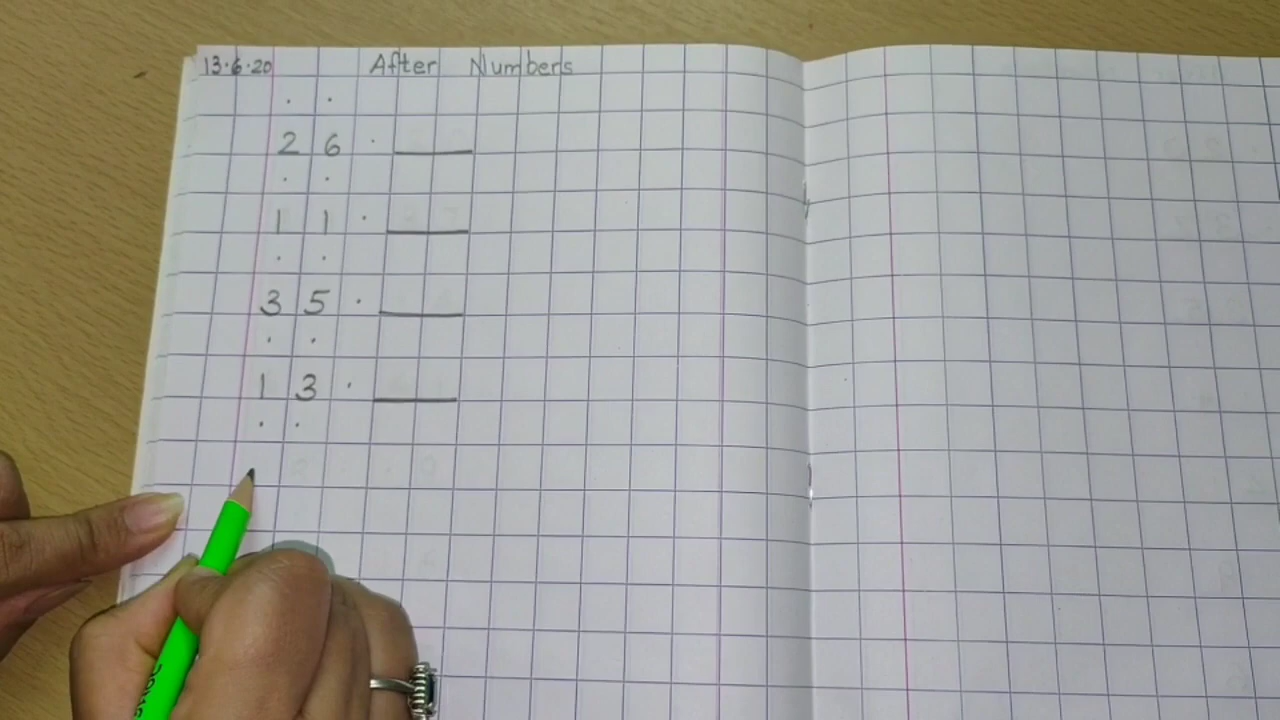 13.6.20 After Numbers
26 . ____
11 . ____
35 . ____
13 . ____